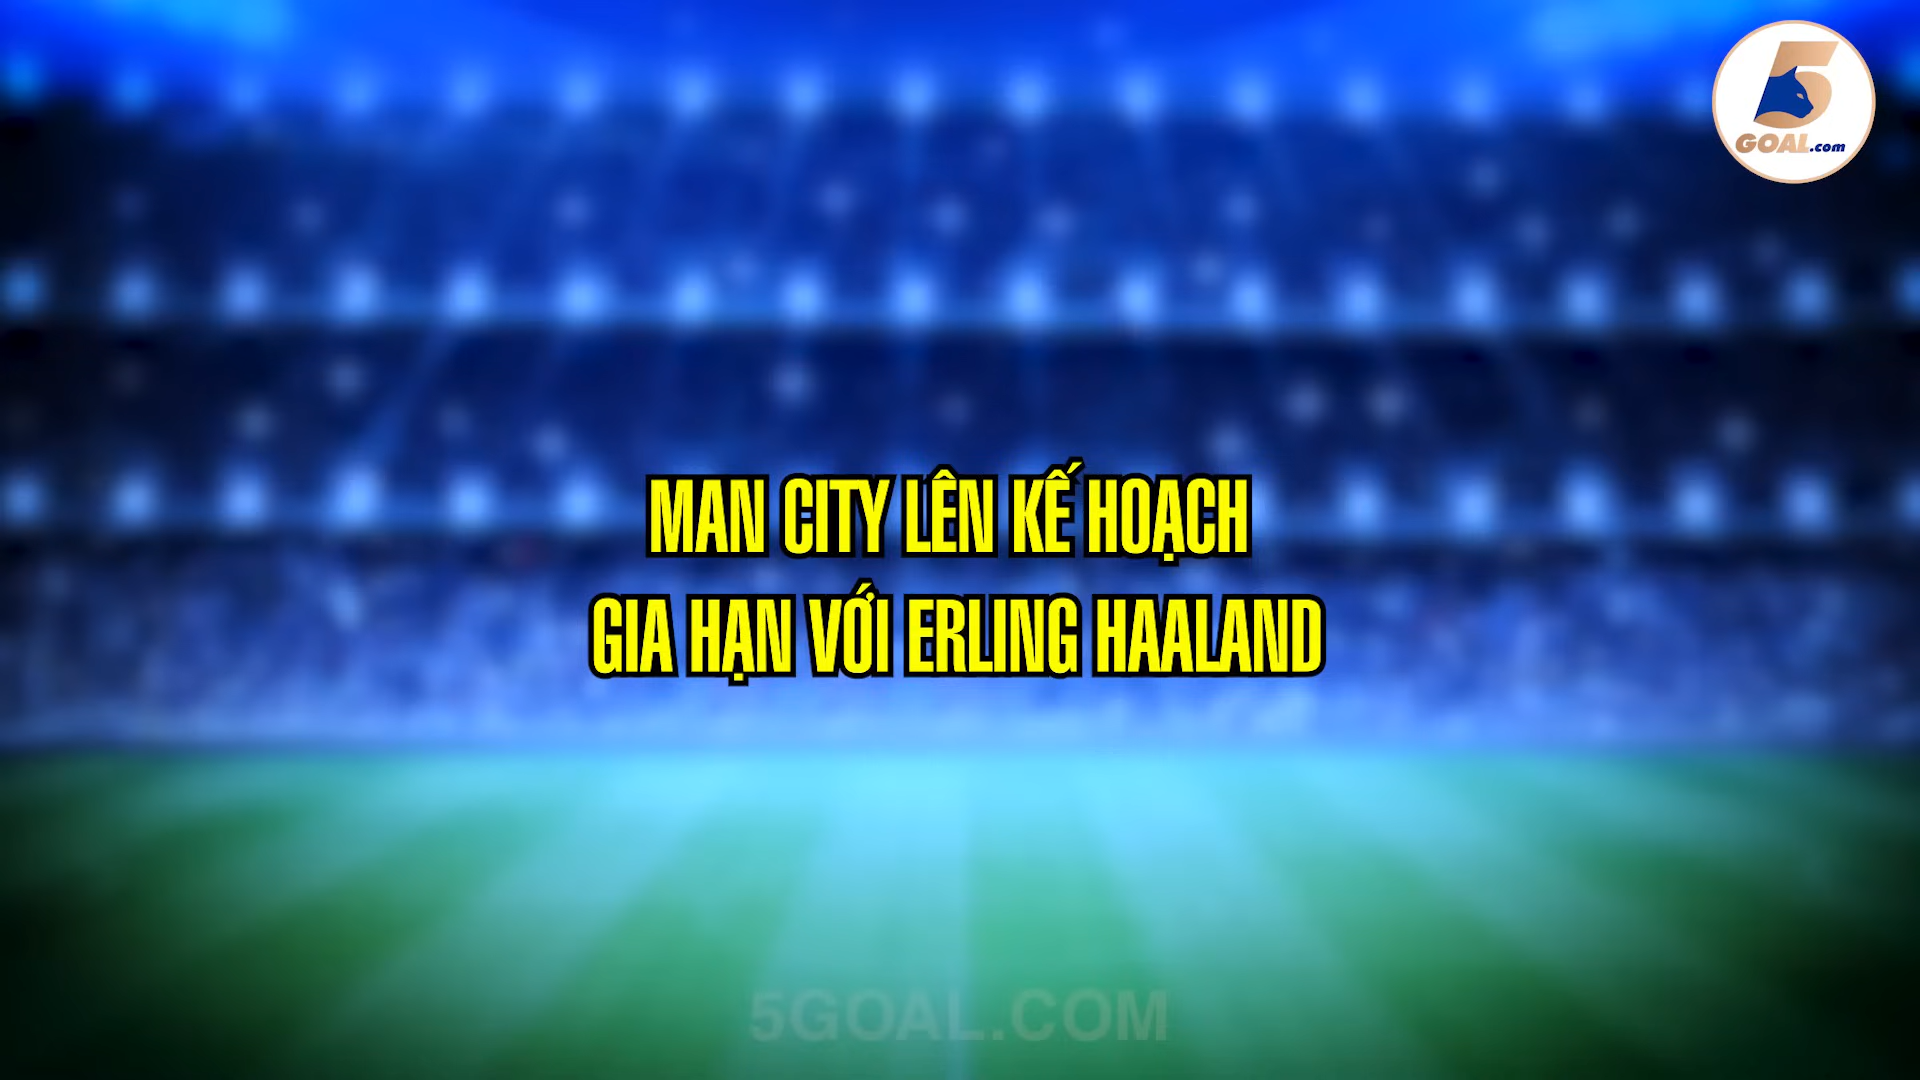 5
GOAL.com
MAN CITY LÊN KẾ HOẠCH
GIA HẠN VỚI ERLING HAALAND
5GOAL.COM